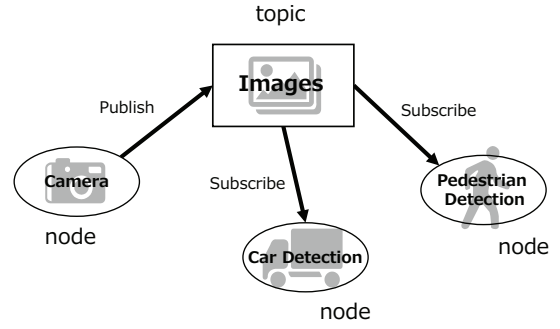 topic
Images
Publish
Subscribe
Camera
Subscribe
Pedestrian
Detection
node
node
Car Detection
node